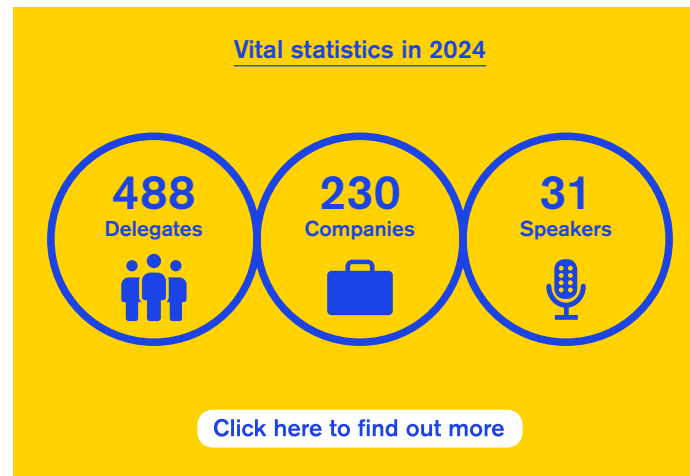 Vital statistics in 2024
488
Delegates
230
Companies
31
Speakers
Click here to find out more